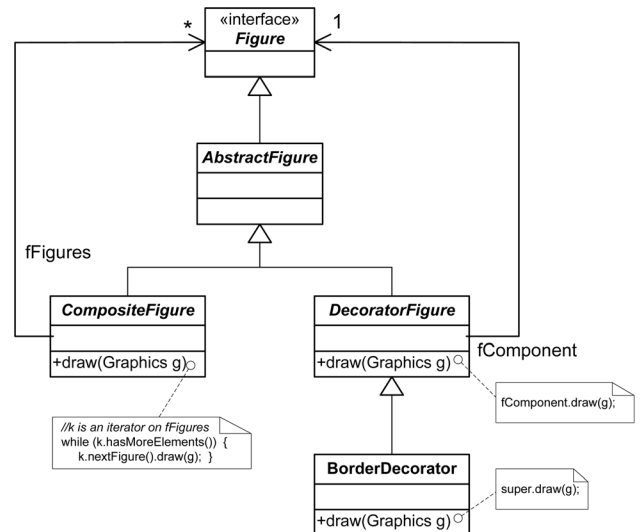 *
1
«interface»
Figure
AbstractFigure
fFigures
CompositeFigure
+draw(Graphics g)
DecoratorFigure
+draw(Graphics g)
fComponent
fComponent.draw(g);
//k is an iterator on fFigures
while (k.hasMoreElements()) {
k.nextFigure().draw(g); }
BorderDecorator
+draw(Graphics g)
super.draw(g);